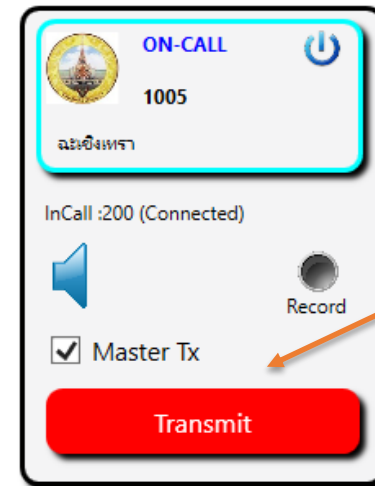 ON-CALL
1005
ฉะเชิงเทรา
InCall :200 (Connected)
Record
Master Tx
Transmit